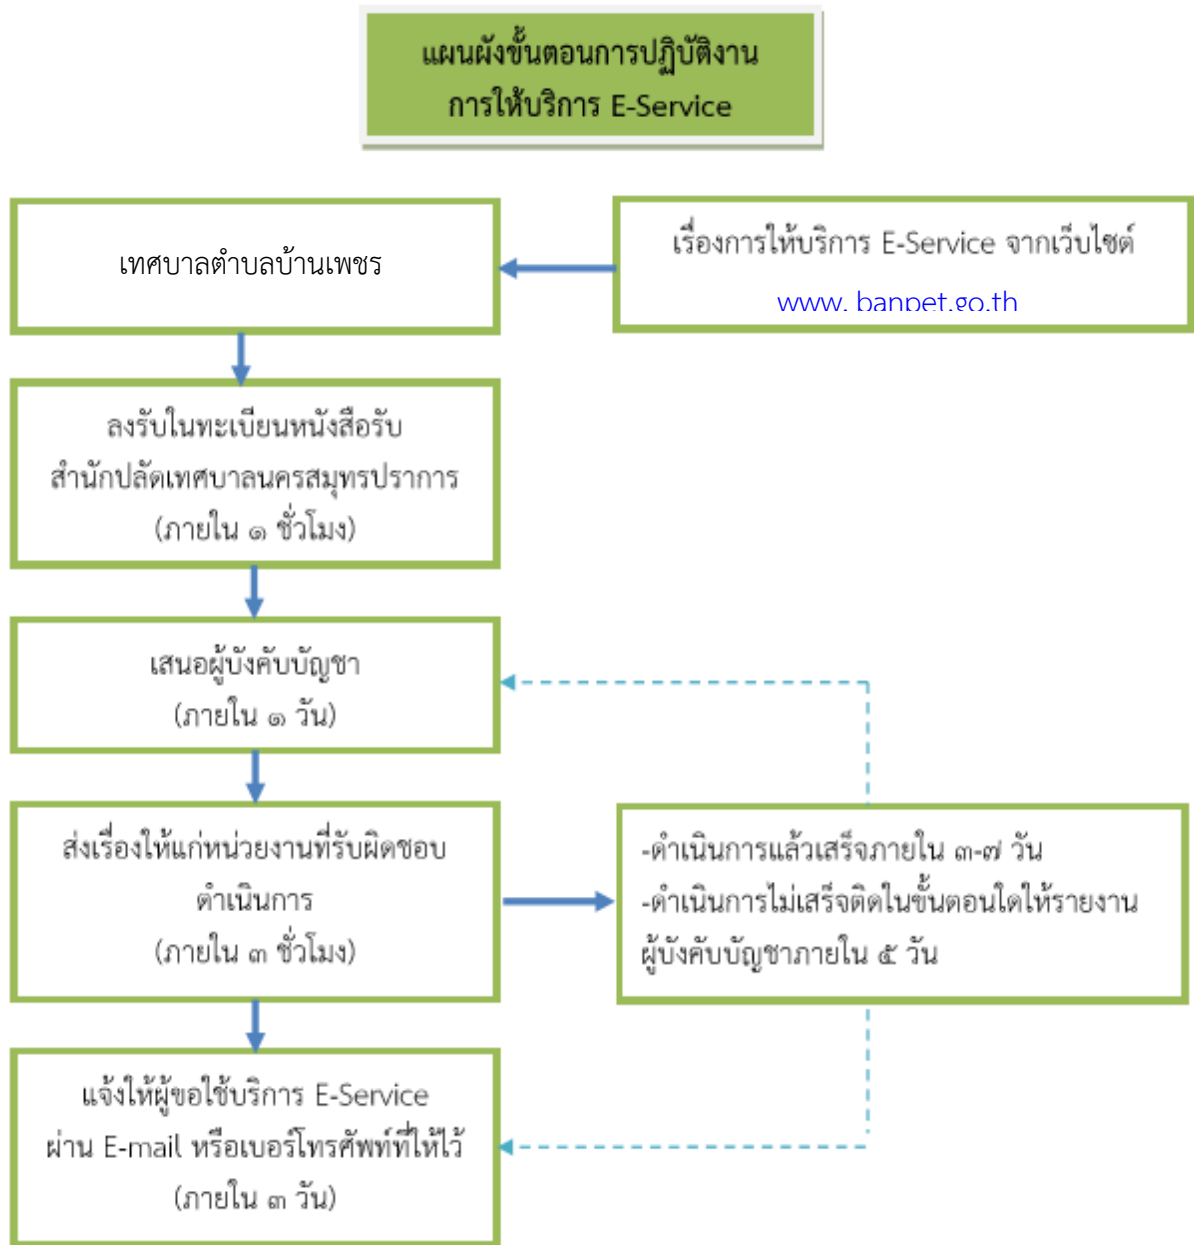 แผนผังขั้นตอนการปฏิบัติงาน
การให้บริการ E-Service
เทศบาลตำบลบ้านเพชร
เรื่องการให้บริการ E-Service จากเว็บไซต์
www. banpet.go.th
ลงรับในทะเบียนหนังสือรับ
สำนักปลัดเทศบาลนครสมุทรปราการ
(ภายใน ๑ ชั่วโมง)
เสนอผู้บังคับบัญชา
(ภายใน ๑ วัน)
ส่งเรื่องให้แก่หน่วยงานที่รับผิดชอบ
ดำเนินการ
(ภายใน ๓ ชั่วโมง)
-ดำเนินการแล้วเสร็จภายใน ๓-๗ วัน
-ดำเนินการไม่เสร็จติดในขั้นตอนใดให้รายงาน
ผู้บังคับบัญชาภายใน ๕ วัน
แจ้งให้ผู้ขอใช้บริการ E-Service
ผ่าน E-mail หรือเบอร์โทรศัพท์ที่ให้ไว้
(ภายใน ๓ วัน)